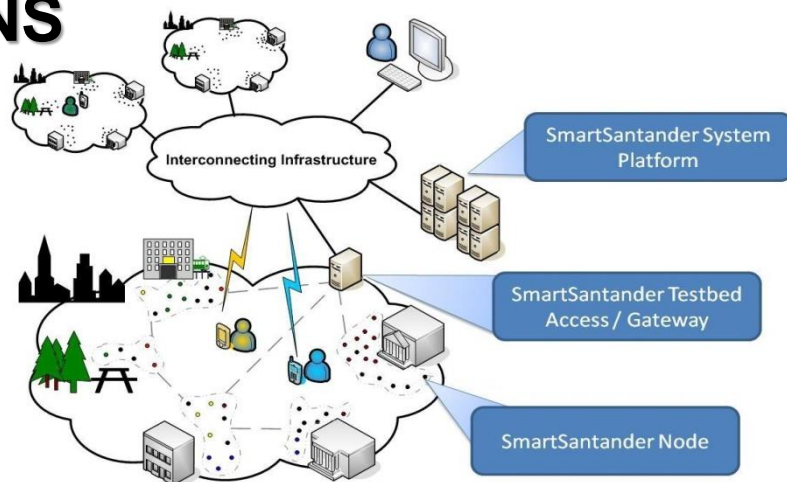 NS
Interconnecting Infrastructure
SmartSantander System
Platform
SmartSantander Testbed
Access / Gateway
SmartSantander Node